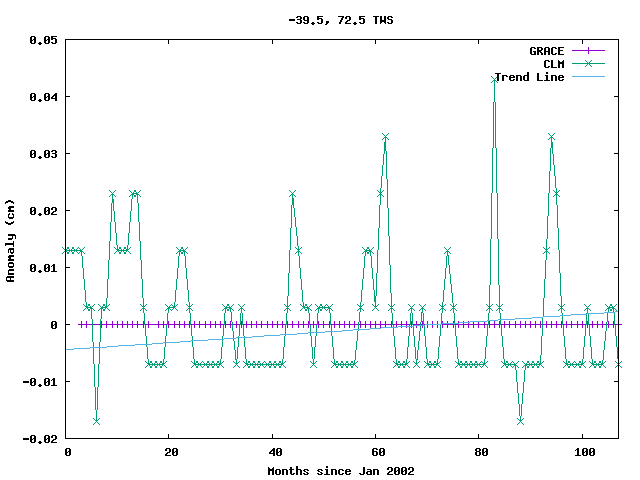 -39.5, 72.5 TWS
GRACE
CLM
Trend Line
0.05
0.04
0.03
0.02
0.01
0
-0.01
-0.02
Anomaly (cm)
0 20 40 60 80 100
Months since Jan 2002